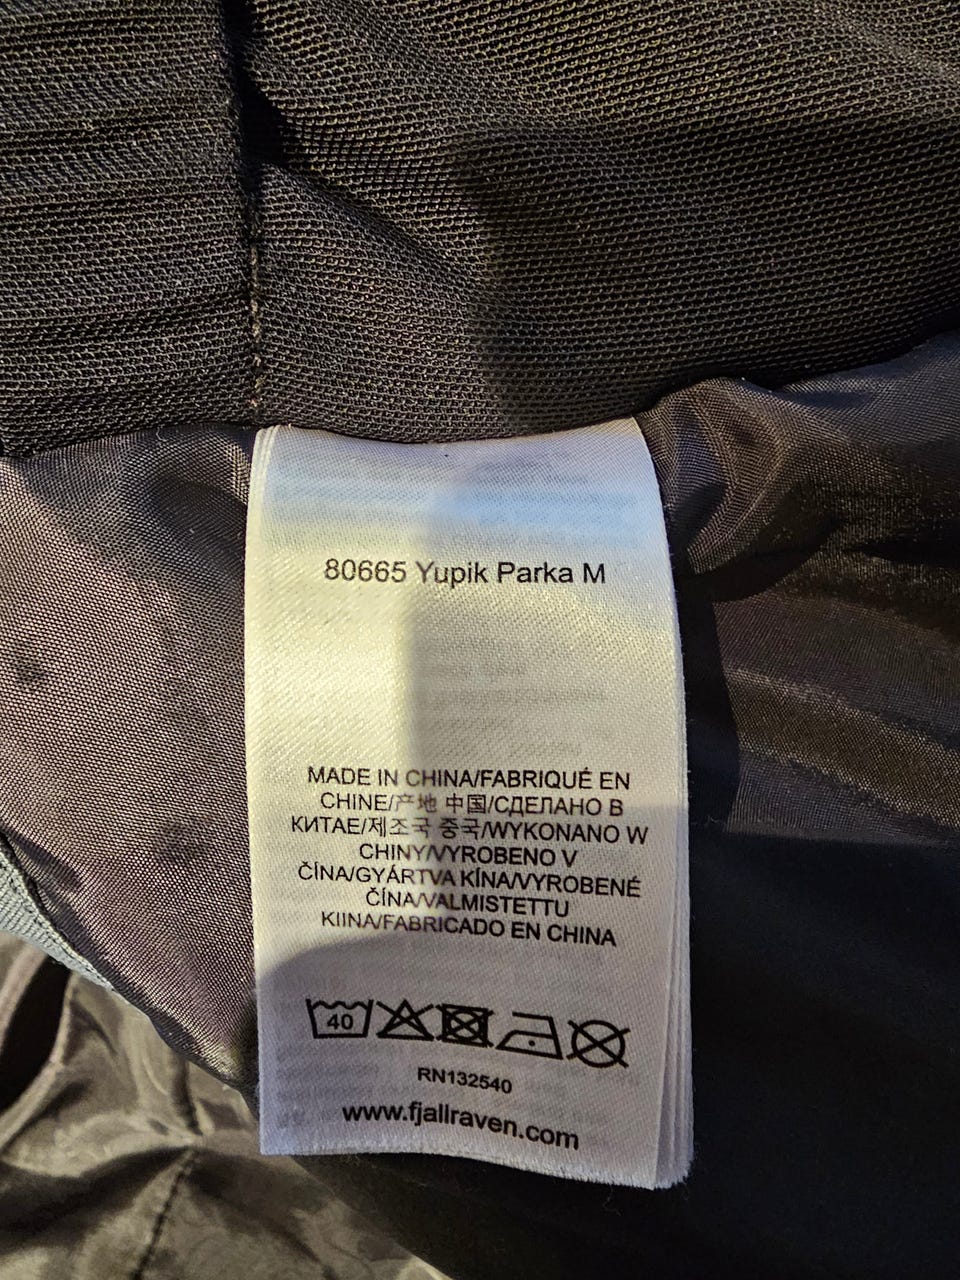 80665 Yupik Parka M
MADE IN CHINA/FABRIQUÉ EN
CHINE/产地 中国/СДЕЛАНО В
КИТАЕ/제조국 중국/WYKONANO W
CHINY/VYROBENO V
ČÍNA/GYÁRTVA KÍNA/VYROBENÉ
ČÍNA/VALMISTETTU
KIINA/FABRICADO EN CHINA
40
RN132540
www.fjallraven.com